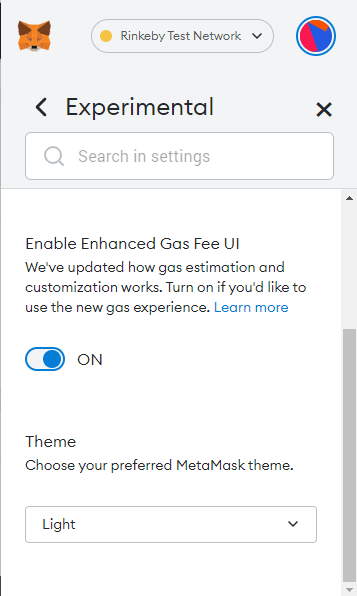 Rinkeby Test Network
Experimental
Search in settings
Enable Enhanced Gas Fee UI
We've updated how gas estimation and
customization works. Turn on if you'd like to
use the new gas experience. Learn more
ON
Theme
Choose your preferred MetaMask theme.
Light